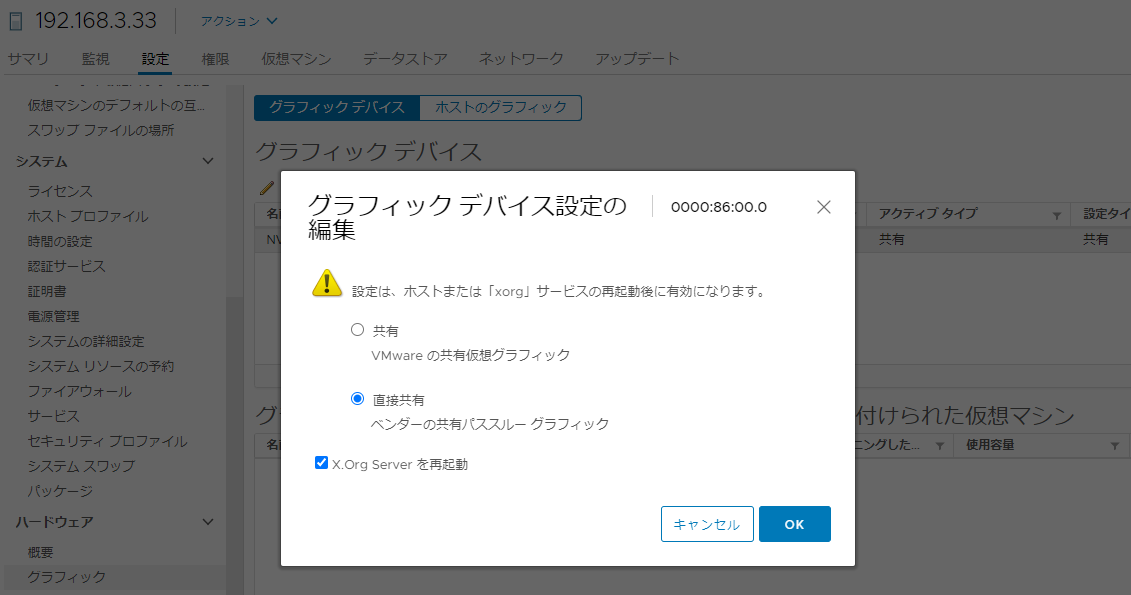 192.168.3.33
アクション
サマリ 監視 設定 権限 仮想マシン データストア ネットワーク アップデート
仮想マシンのデフォルトの互...
スワップ ファイルの場所
システム
ライセンス
ホスト プロファイル
時間の設定
認証サービス
証明書
電源管理
システムの詳細設定
システム リソースの予約
ファイアウォール
サービス
セキュリティ プロファイル
システム スワップ
パッケージ
ハードウェア
概要
グラフィック
グラフィック デバイス ホストのグラフィック
グラフィック デバイス
アクティブ タイプ 設定タイ
共有 共有
グラフィック デバイス設定の
編集
0000:86:00.0
設定は、ホストまたは「xorg」サービスの再起動後に有効になります。
共有
VMware の共有仮想グラフィック
直接共有
ベンダーの共有パススルー グラフィック
X.Org Server を再起動
キャンセル OK
付けられた仮想マシン
ニングした... 使用容量